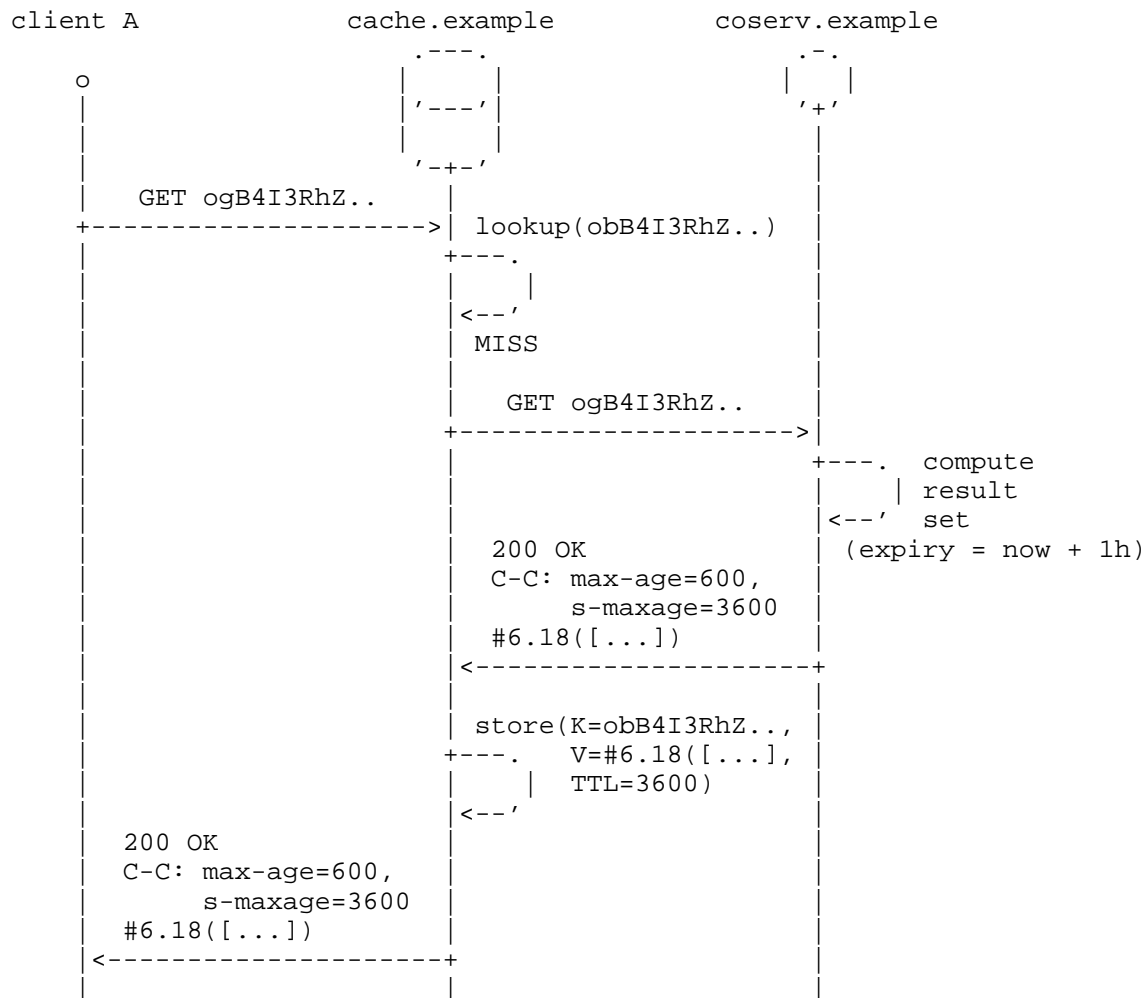 client A cache.example coserv.example
GET ogB4I3RhZ..
lookup(obB4I3RhZ..)
MISS
GET ogB4I3RhZ..
compute
result
set
200 OK (expiry = now + 1h)
C-C: max-age=600,
s-maxage=3600
#6.18([...])
store(K=obB4I3RhZ..,
V=#6.18([...],
TTL=3600)
200 OK
C-C: max-age=600,
s-maxage=3600
#6.18([...])